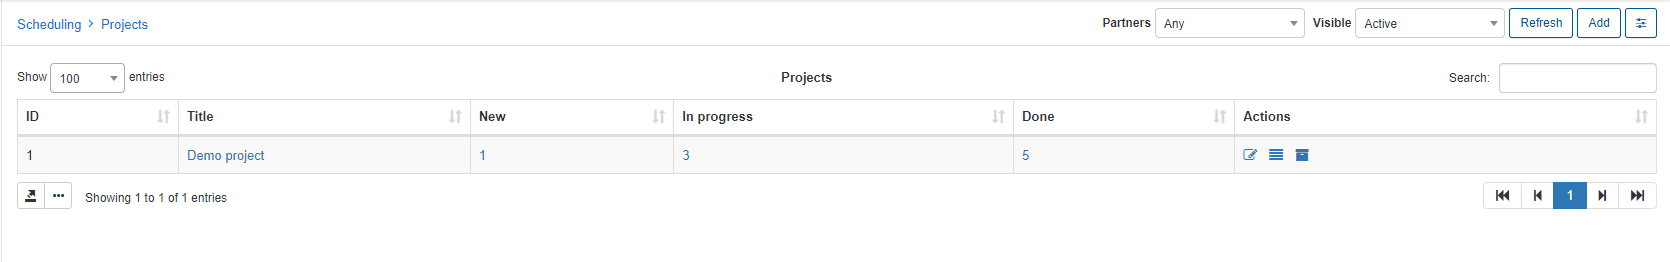 Scheduling > Projects Partners Any Visible Active Refresh Add
Show 100 entries Projects Search:
ID Title New In progress Done Actions
1 Demo project 1 3 5
... Showing 1 to 1 of 1 entries 1